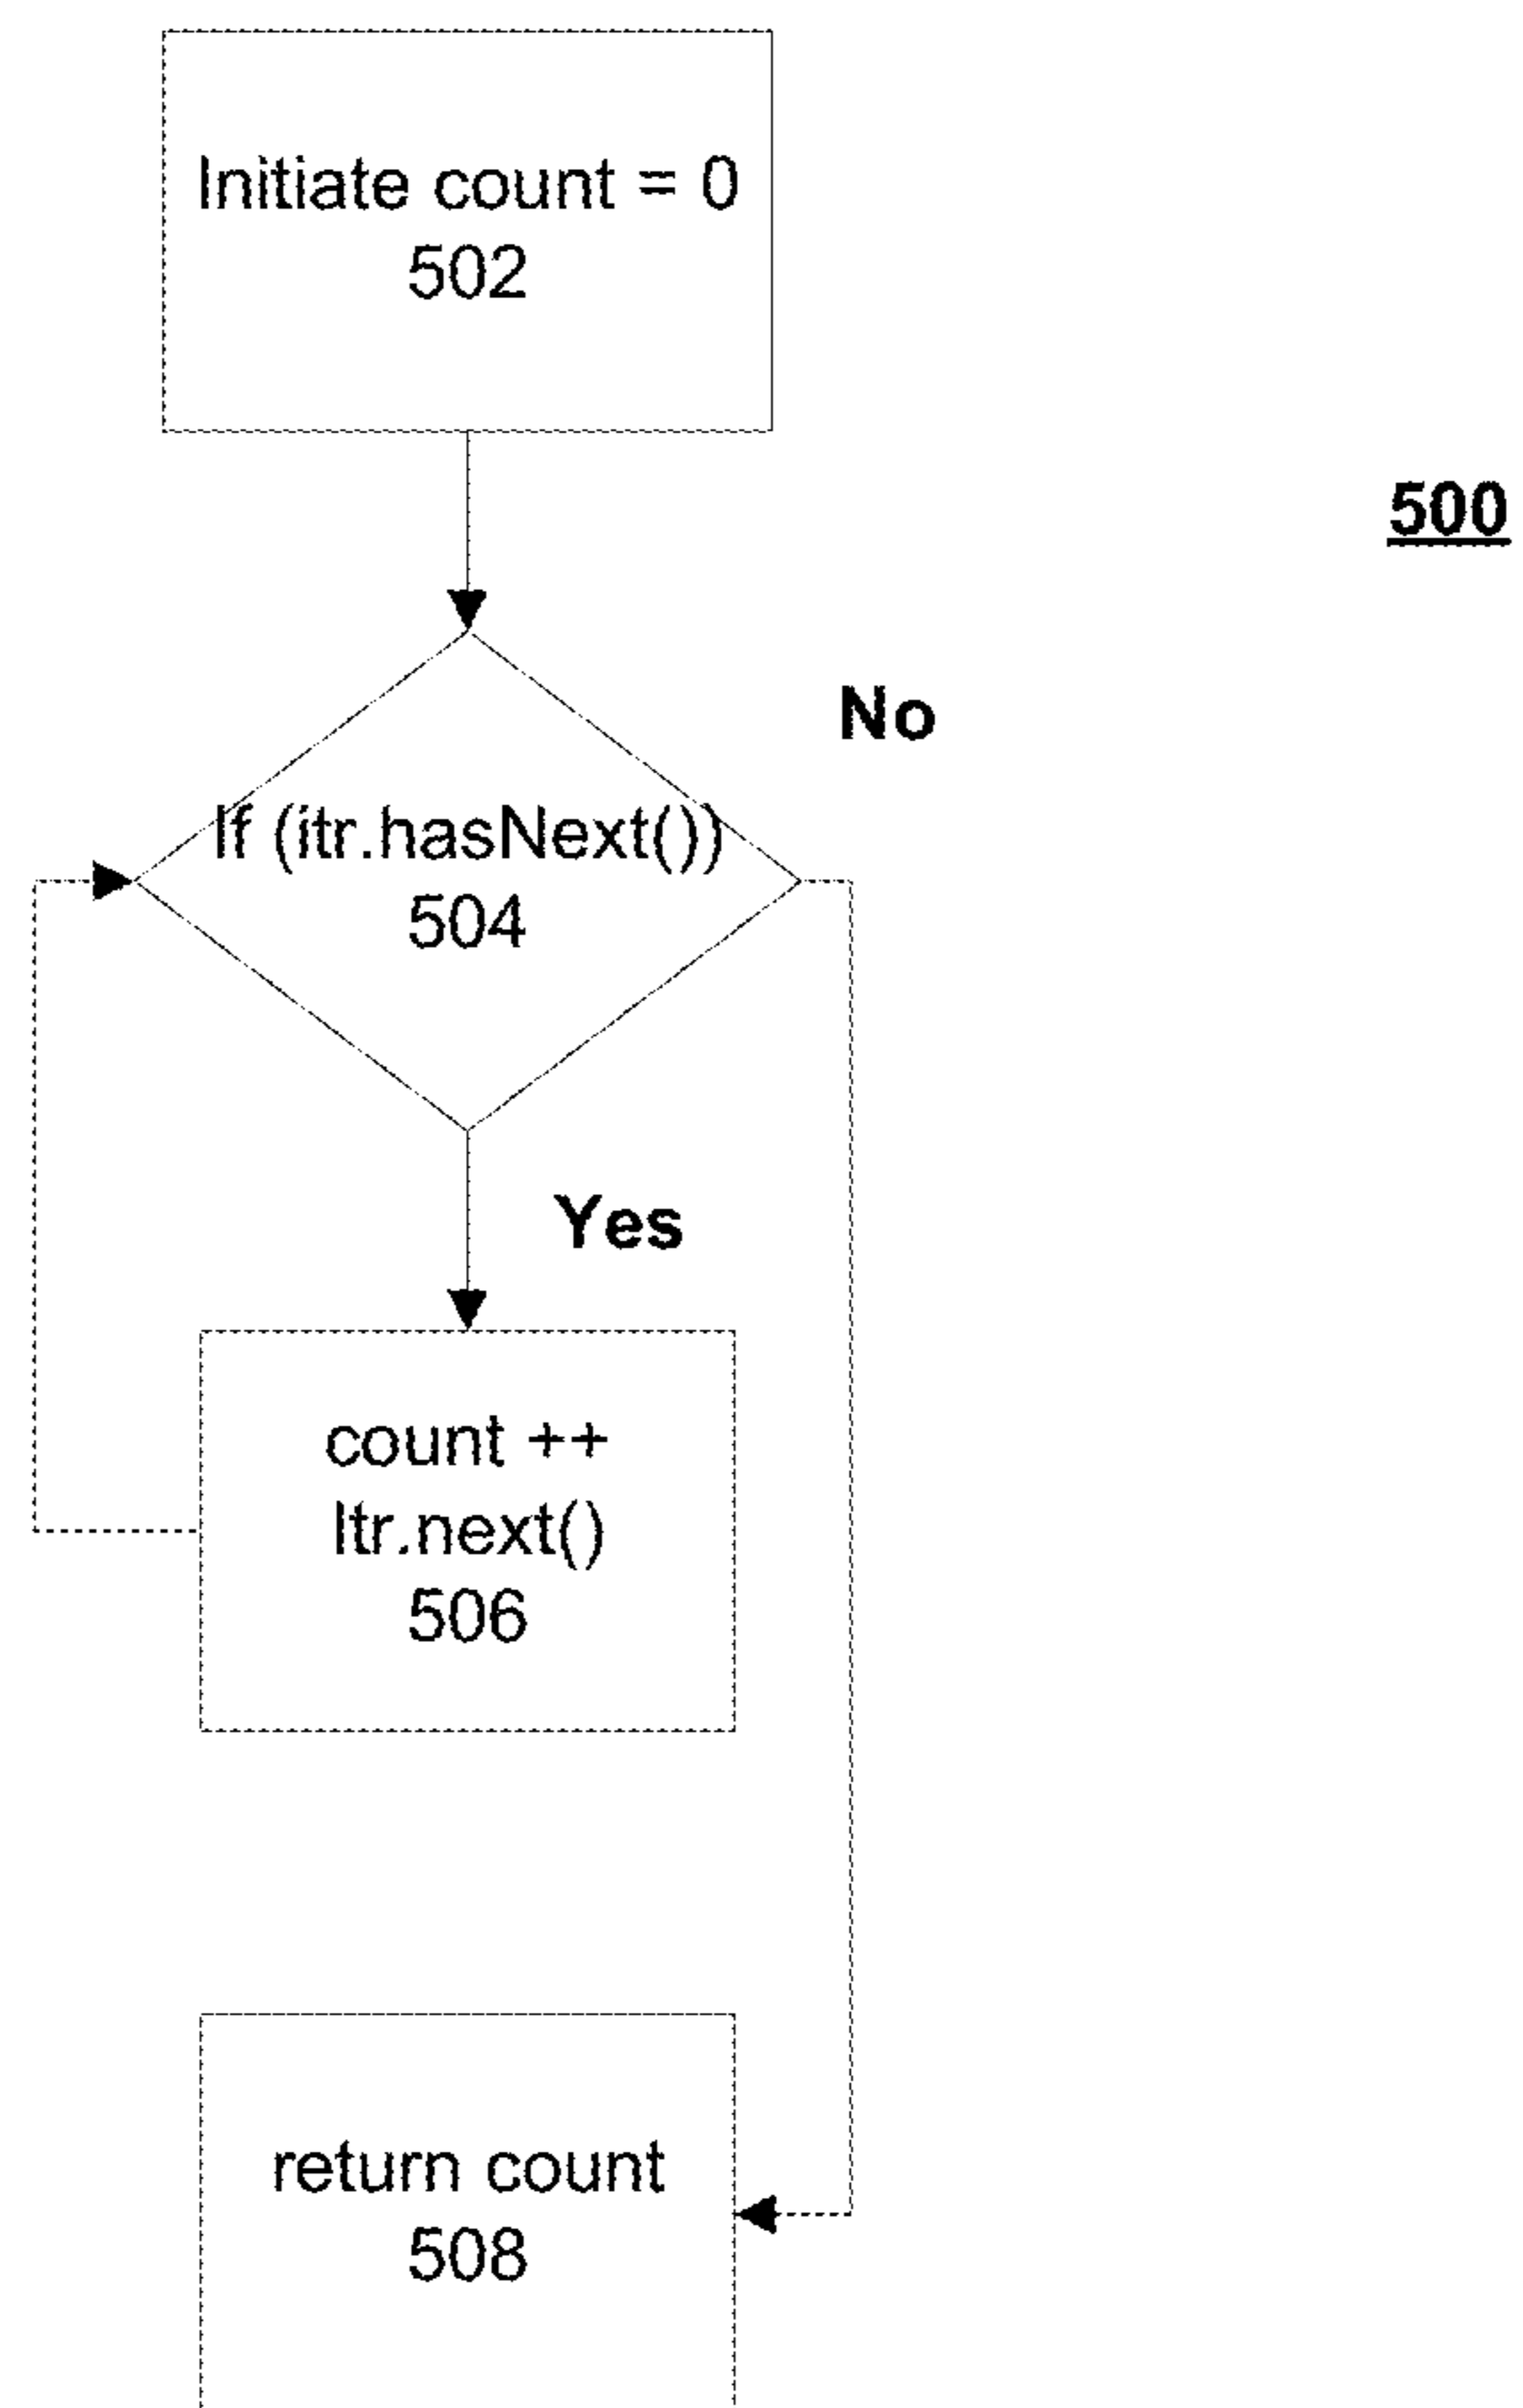 Initiate count = 0
502
500
No
If (itr.hasNext())
504
Yes
count ++
Itr.next()
506
return count
508